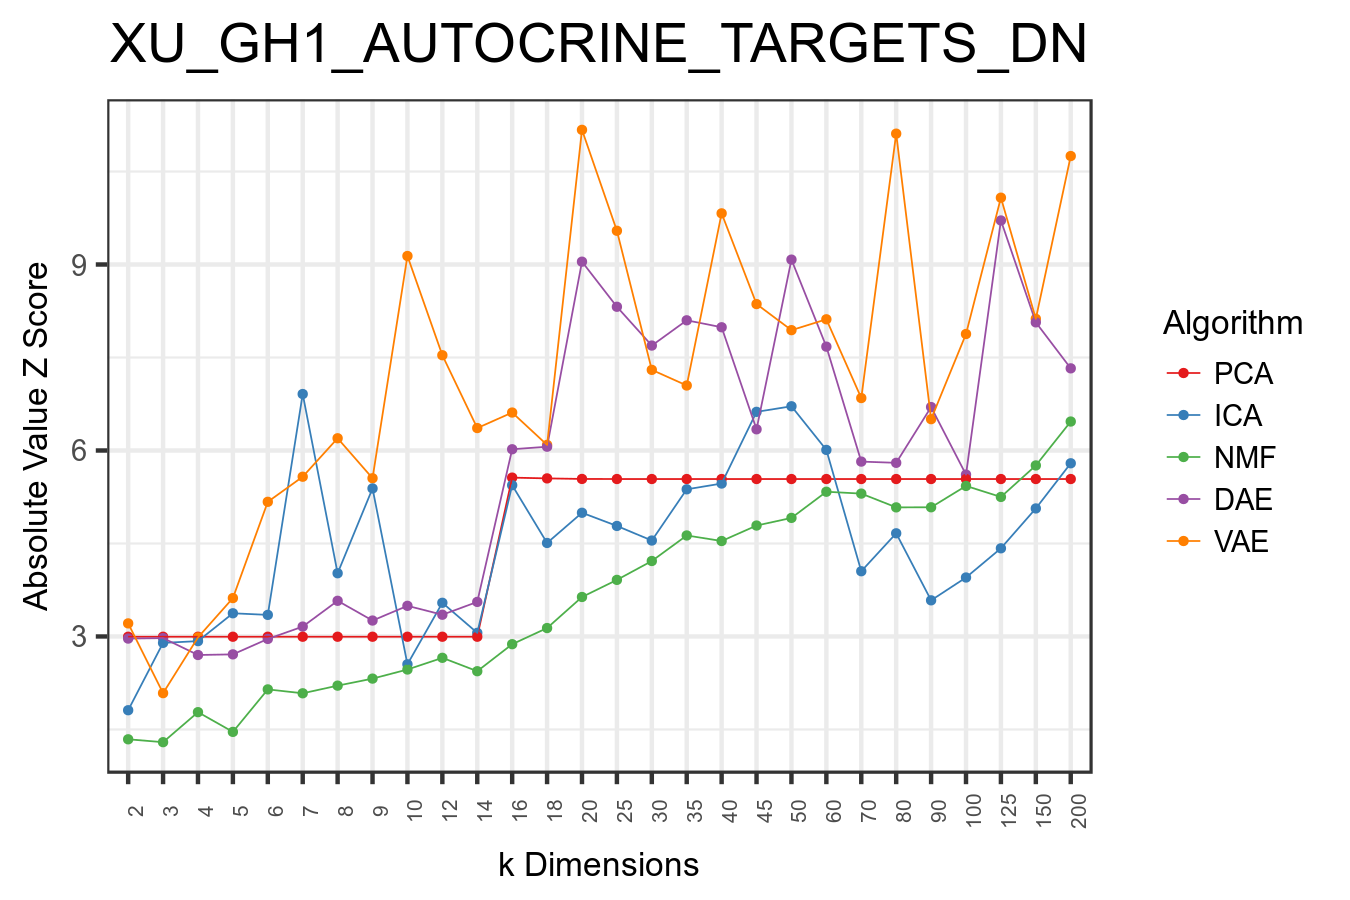 XU_GH1_AUTOCRINE_TARGETS_DN
Absolute Value Z Score
9
6
3
2 3 4 5 6 7 8 9 10 12 14 16 18 20 25 30 35 40 45 50 60 70 80 90 100 125 150 200
k Dimensions
Algorithm
PCA
ICA
NMF
DAE
VAE